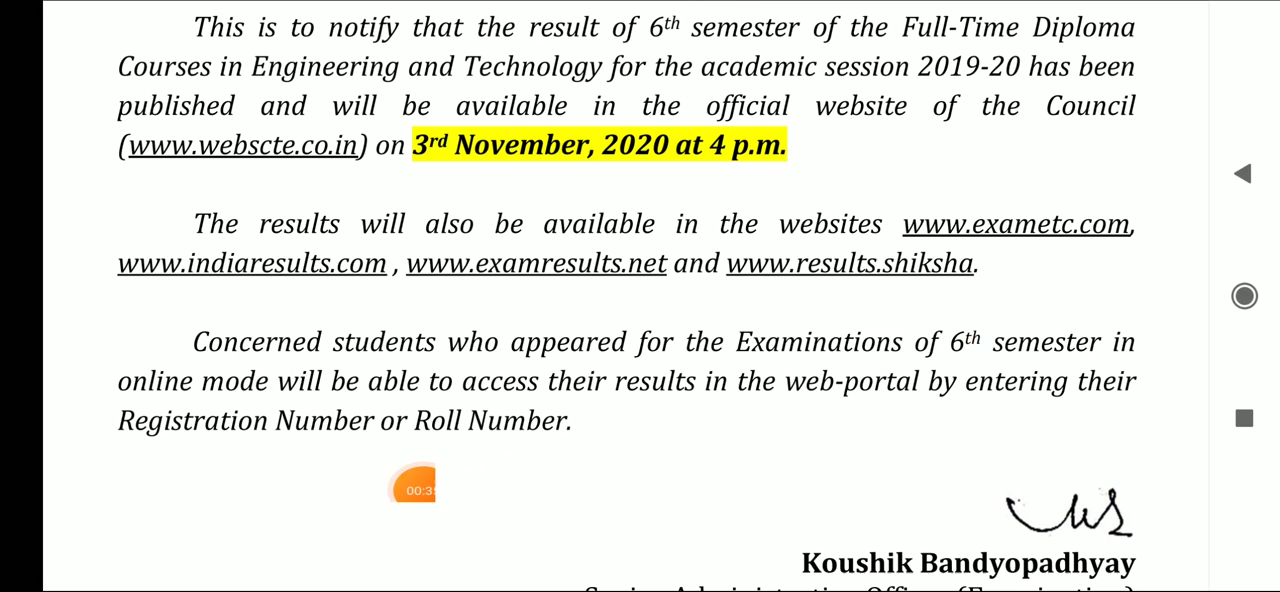 This is to notify that the result of 6th semester of the Full-Time Diploma
Courses in Engineering and Technology for the academic session 2019-20 has been
published and will be available in the official website of the Council
(www.webscte.co.in) on 3rd November, 2020 at 4 p.m.
The results will also be available in the websites www.exametc.com,
www.indiaresults.com , www.examresults.net and www.results.shiksha.
Concerned students who appeared for the Examinations of 6th semester in
online mode will be able to access their results in the web-portal by entering their
Registration Number or Roll Number.
Koushik Bandyopadhyay